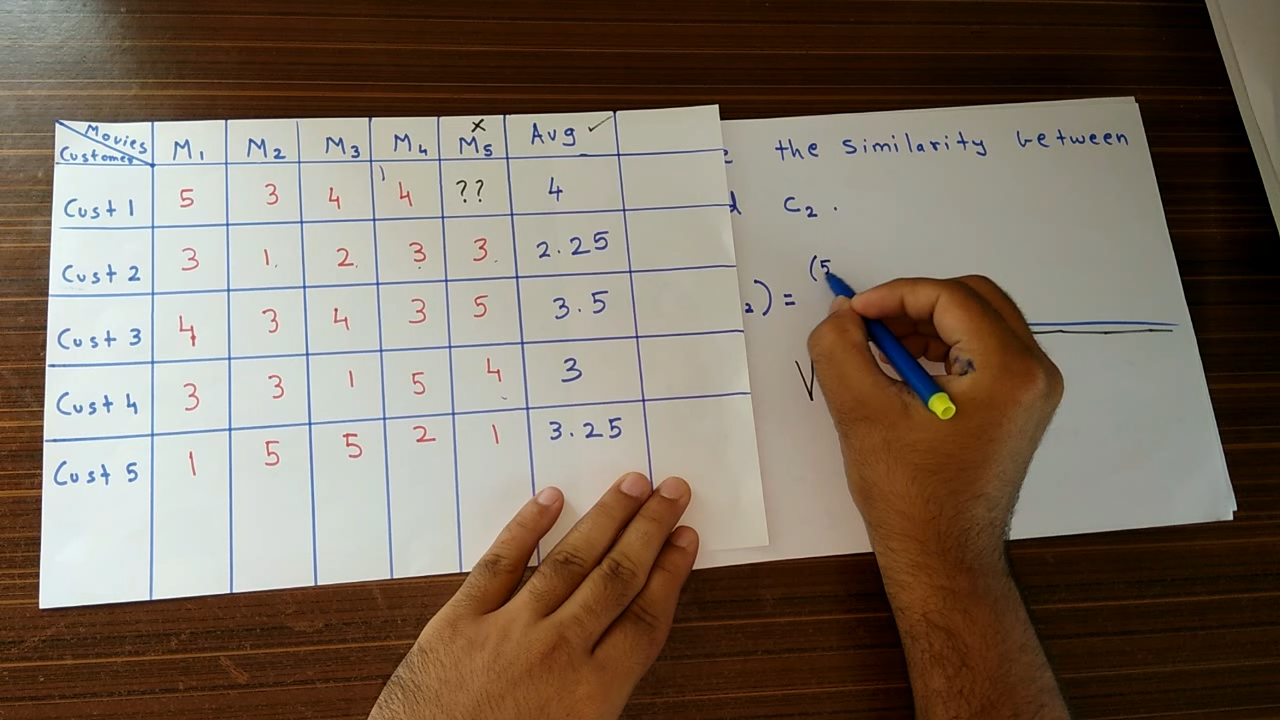 Movies M1 M2 M3 M4 M5 x Avg ✓
Customer
Cust 1 5 3 4 4 ?? 4
Cust 2 3 1 2 3 3 2.25
Cust 3 4 3 4 3 5 3.5
Cust 4 3 3 1 5 4 3
Cust 5 1 5 5 2 1 3.25
the similarity between
C2 .
2) = (5